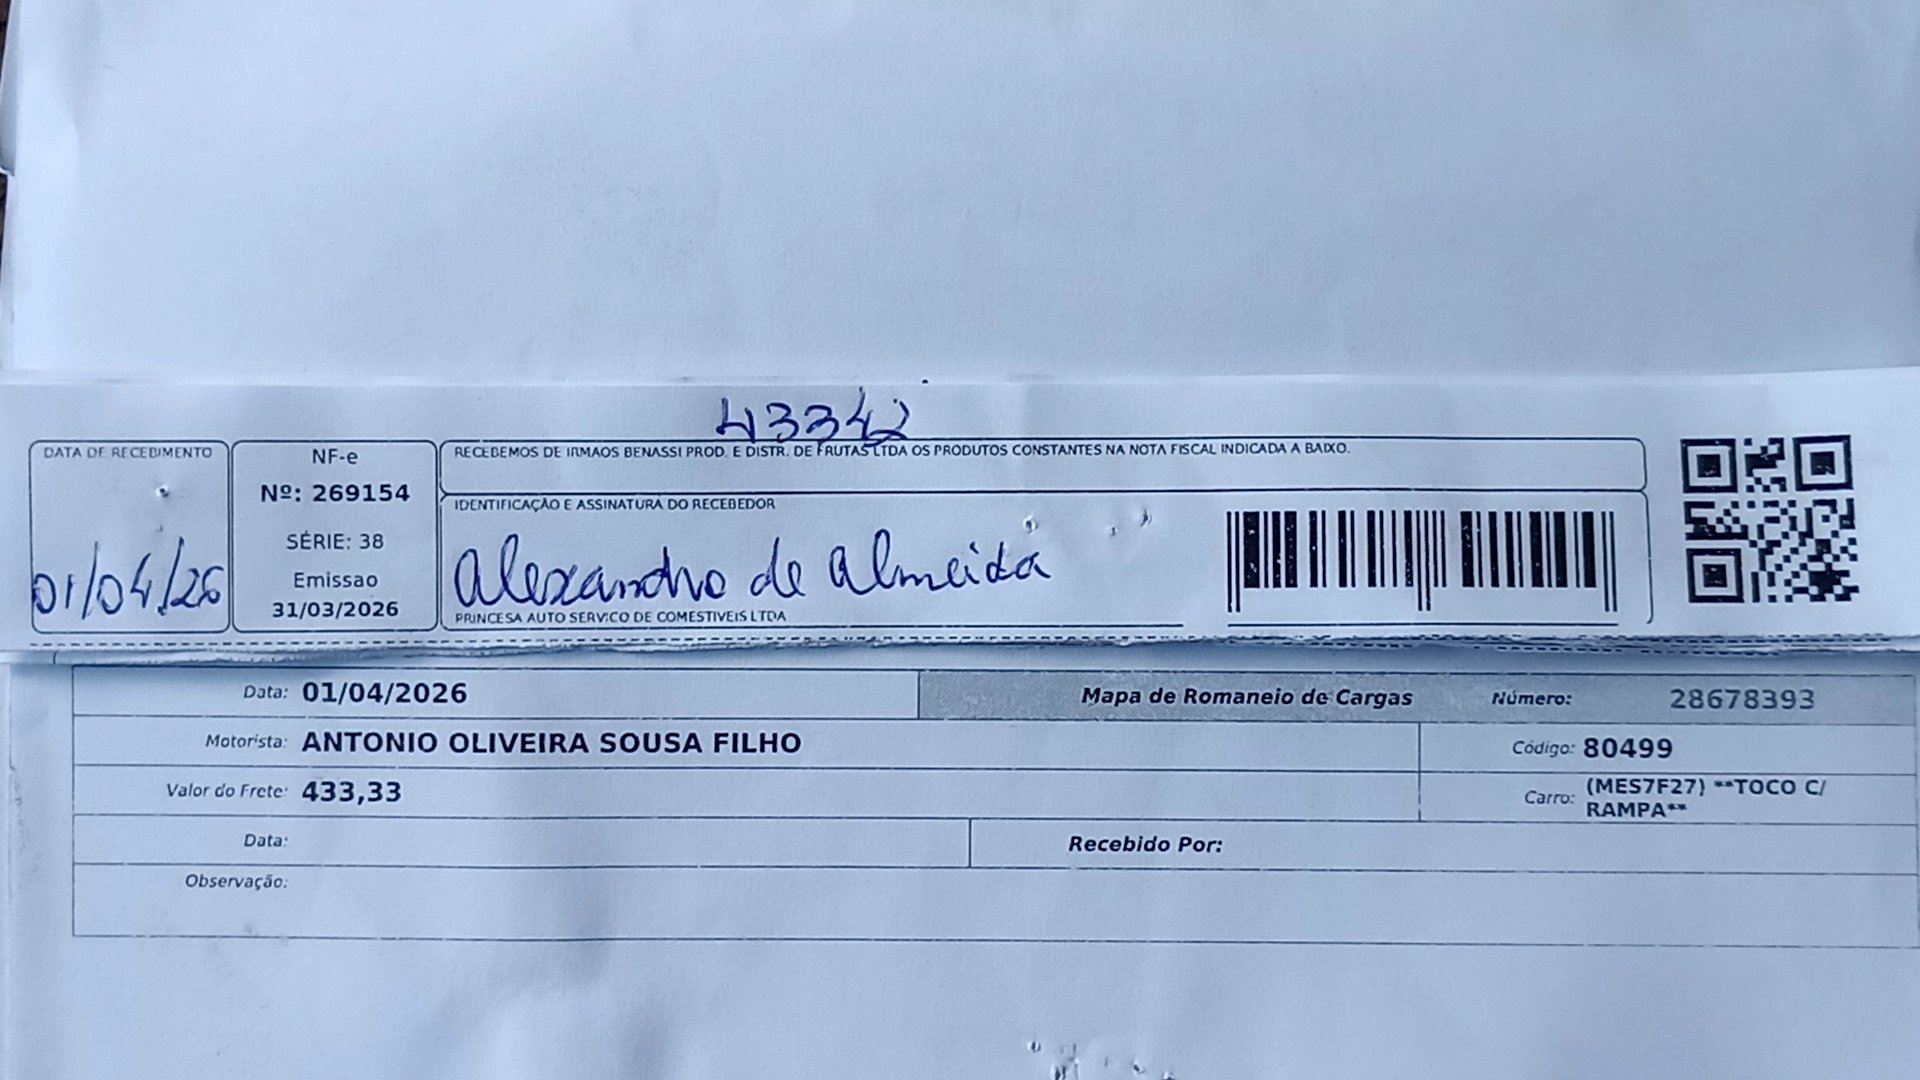 43342
DATA DE RECEBIMENTO
01/04/26
NF-e
Nº: 269154
SÉRIE: 38
Emissao
31/03/2026
RECEBEMOS DE IRMAOS BENASSI PROD. E DISTR. DE FRUTAS LTDA OS PRODUTOS CONSTANTES NA NOTA FISCAL INDICADA A BAIXO.
IDENTIFICAÇÃO E ASSINATURA DO RECEBEDOR
Alexandro de Almeida
PRINCESA AUTO SERVICO DE COMESTIVEIS LTDA
Data: 01/04/2026
Mapa de Romaneio de Cargas Número: 28678393
Motorista: ANTONIO OLIVEIRA SOUSA FILHO
Código: 80499
Valor do Frete: 433,33
Carro: (MES7F27) **TOCO C/
RAMPA**
Data:
Recebido Por:
Observação: